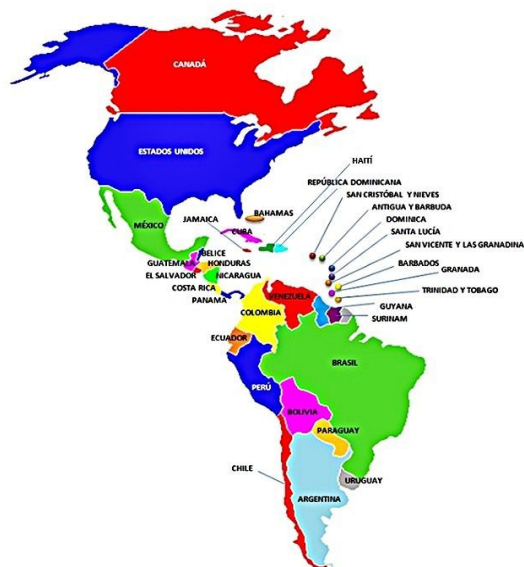 CANADÁ
ESTADOS UNIDOS
HAITÍ
REPÚBLICA DOMINICANA
SAN CRISTÓBAL Y NIEVES
ANTIGUA Y BARBUDA
DOMINICA
SANTA LUCÍA
SAN VICENTE Y LAS GRANADINA
BARBADOS
GRANADA
TRINIDAD Y TOBAGO
GUYANA
SURINAM
BAHAMAS
JAMAICA
CUBA
MÉXICO
BELICE
GUATEMALA
HONDURAS
EL SALVADOR
NICARAGUA
COSTA RICA
PANAMA
VENEZUELA
COLOMBIA
ECUADOR
BRASIL
PERÚ
BOLIVIA
PARAGUAY
CHILE
URUGUAY
ARGENTINA